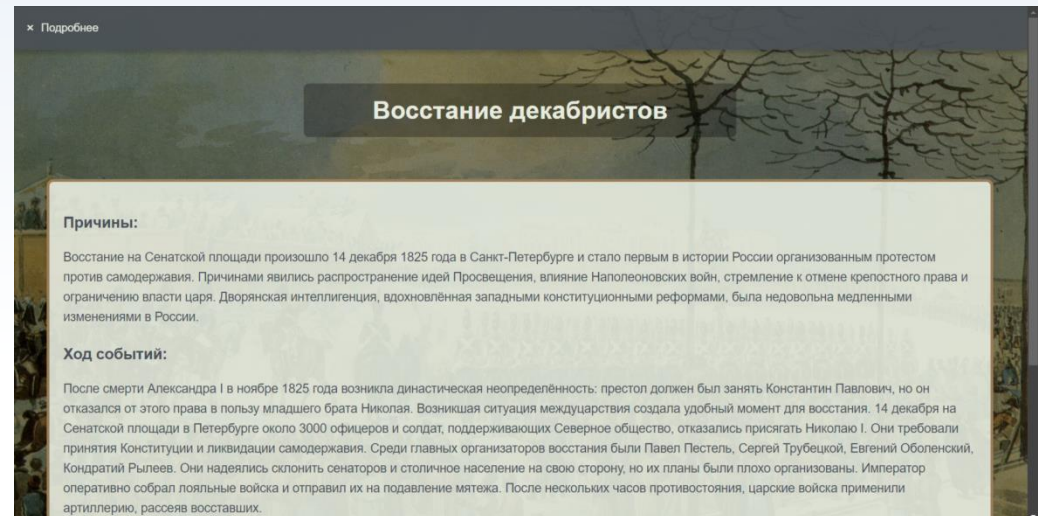 × Подробнее
Восстание декабристов
Причины:
Восстание на Сенатской площади произошло 14 декабря 1825 года в Санкт-Петербурге и стало первым в истории России организованным протестом
против самодержавия. Причинами явились распространение идей Просвещения, влияние Наполеоновских войн, стремление к отмене крепостного права и
ограничению власти царя. Дворянская интеллигенция, вдохновлённая западными конституционными реформами, была недовольна медленными
изменениями в России.
Ход событий:
После смерти Александра I в ноябре 1825 года возникла династическая неопределённость: престол должен был занять Константин Павлович, но он
отказался от этого права в пользу младшего брата Николая. Возникшая ситуация междуцарствия создала удобный момент для восстания. 14 декабря на
Сенатской площади в Петербурге около 3000 офицеров и солдат, поддерживающих Северное общество, отказались присягать Николаю I. Они требовали
принятия Конституции и ликвидации самодержавия. Среди главных организаторов восстания были Павел Пестель, Сергей Трубецкой, Евгений Оболенский,
Кондратий Рылеев. Они надеялись склонить сенаторов и столичное население на свою сторону, но их планы были плохо организованы. Император
оперативно собрал лояльные войска и отправил их на подавление мятежа. После нескольких часов противостояния, царские войска применили
артиллерию, рассеяв восставших.